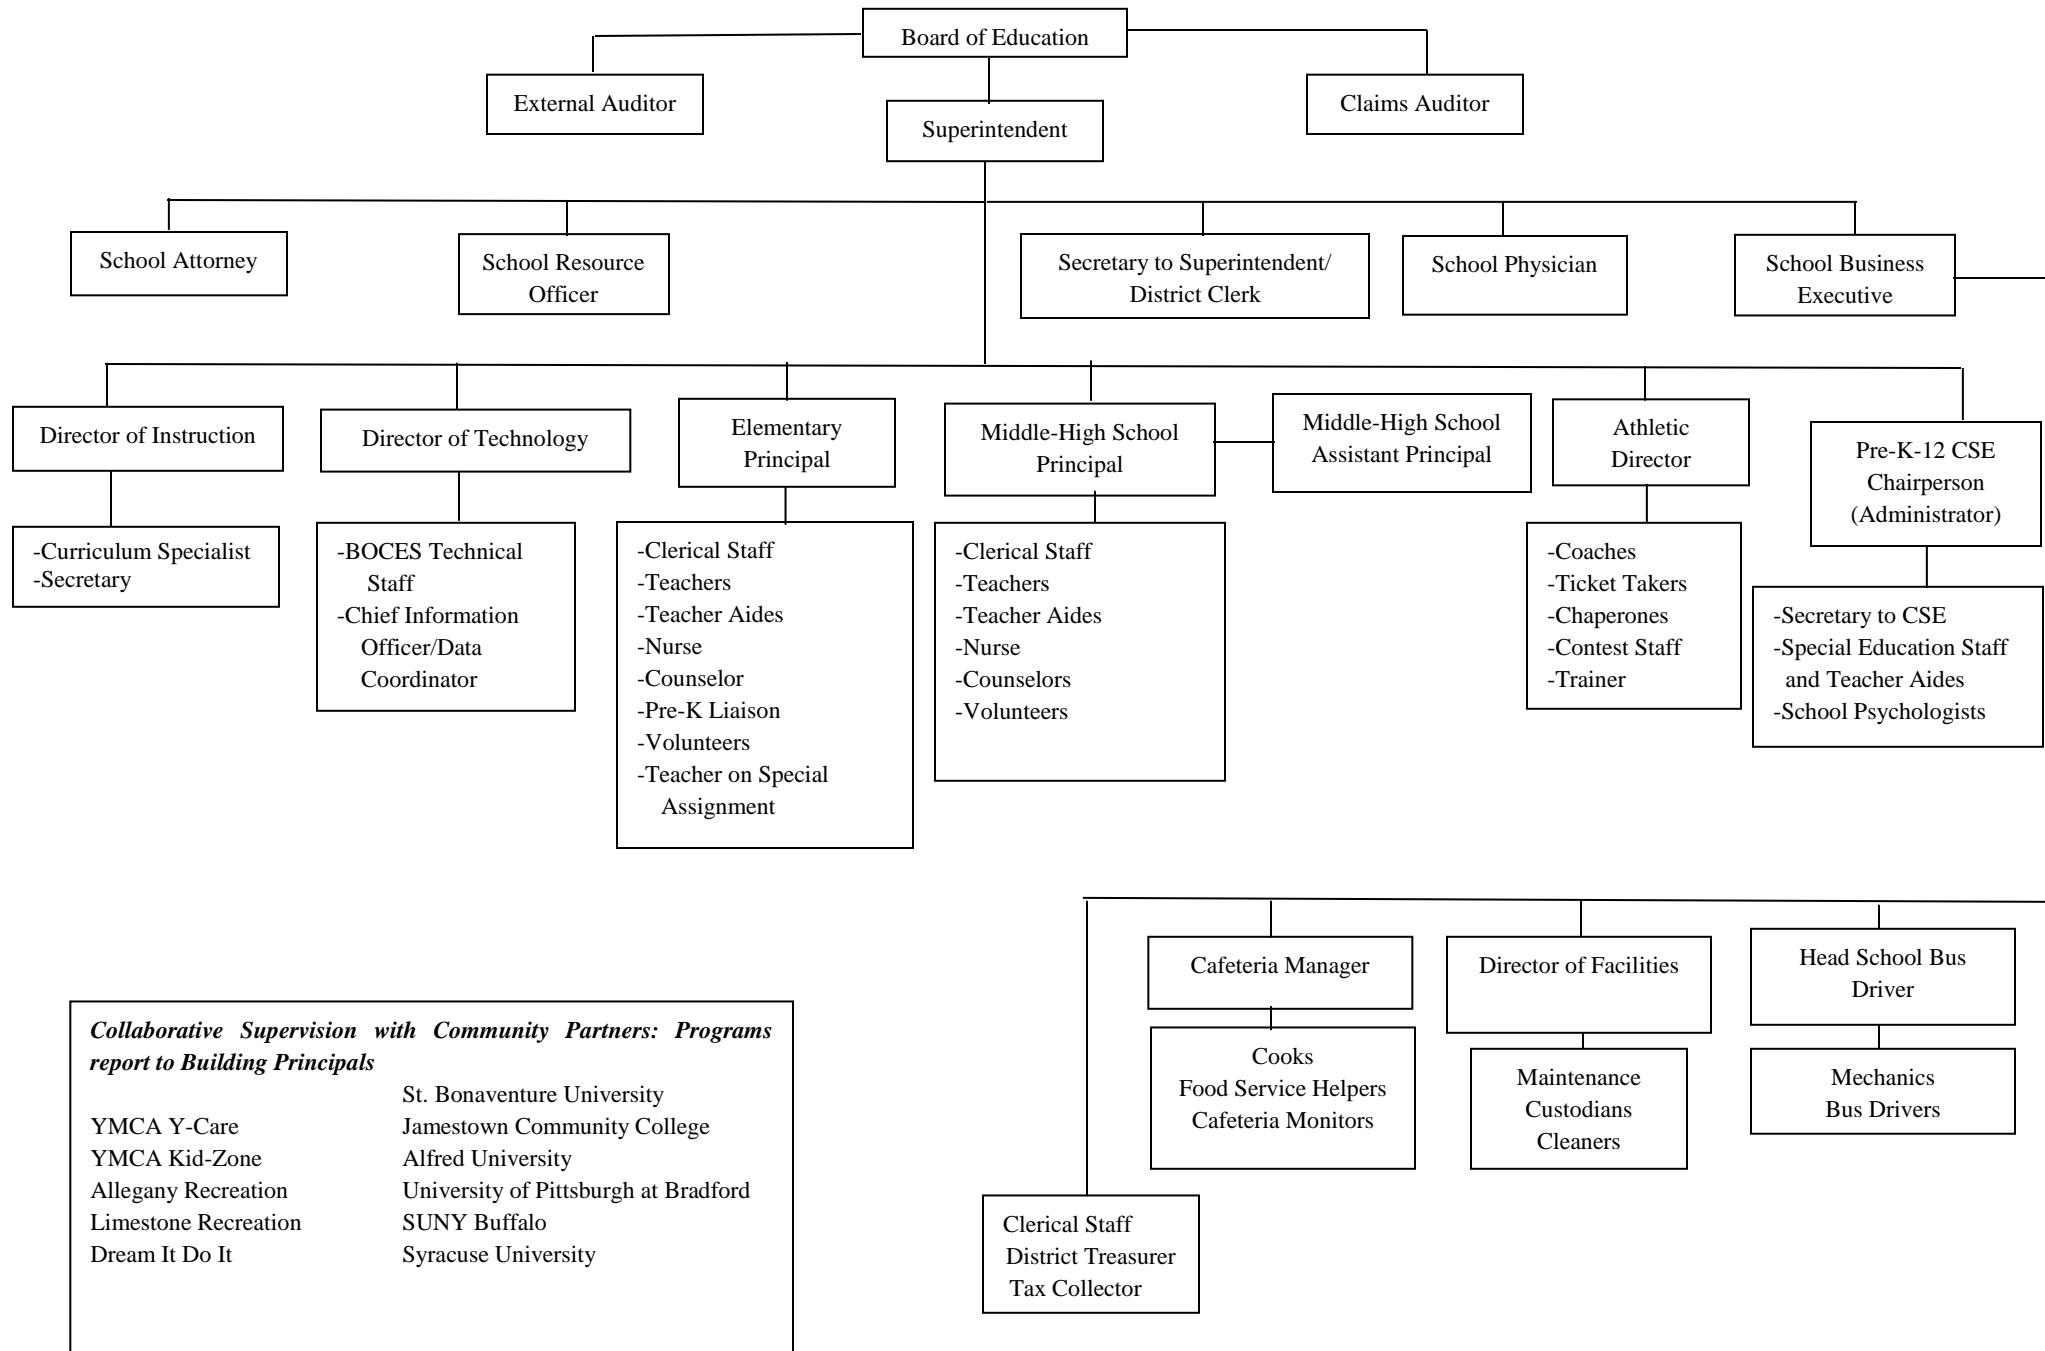 Board of Education
External Auditor
Superintendent
Claims Auditor
School Attorney
School Resource
Officer
Secretary to Superintendent/
District Clerk
School Physician
School Business
Executive
Director of Instruction
Director of Technology
Elementary
Principal
Middle-High School
Principal
Middle-High School
Assistant Principal
Athletic
Director
Pre-K-12 CSE
Chairperson
(Administrator)
-Curriculum Specialist
-Secretary
-BOCES Technical
Staff
-Chief Information
Officer/Data
Coordinator
-Clerical Staff
-Teachers
-Teacher Aides
-Nurse
-Counselor
-Pre-K Liaison
-Volunteers
-Teacher on Special
Assignment
-Clerical Staff
-Teachers
-Teacher Aides
-Nurse
-Counselors
-Volunteers
-Coaches
-Ticket Takers
-Chaperones
-Contest Staff
-Trainer
-Secretary to CSE
-Special Education Staff
and Teacher Aides
-School Psychologists
Cafeteria Manager
Director of Facilities
Head School Bus
Driver
Cooks
Food Service Helpers
Cafeteria Monitors
Maintenance
Custodians
Cleaners
Mechanics
Bus Drivers
Clerical Staff
District Treasurer
Tax Collector
Collaborative Supervision with Community Partners: Programs
report to Building Principals
St. Bonaventure University
YMCA Y-Care Jamestown Community College
YMCA Kid-Zone Alfred University
Allegany Recreation University of Pittsburgh at Bradford
Limestone Recreation SUNY Buffalo
Dream It Do It Syracuse University